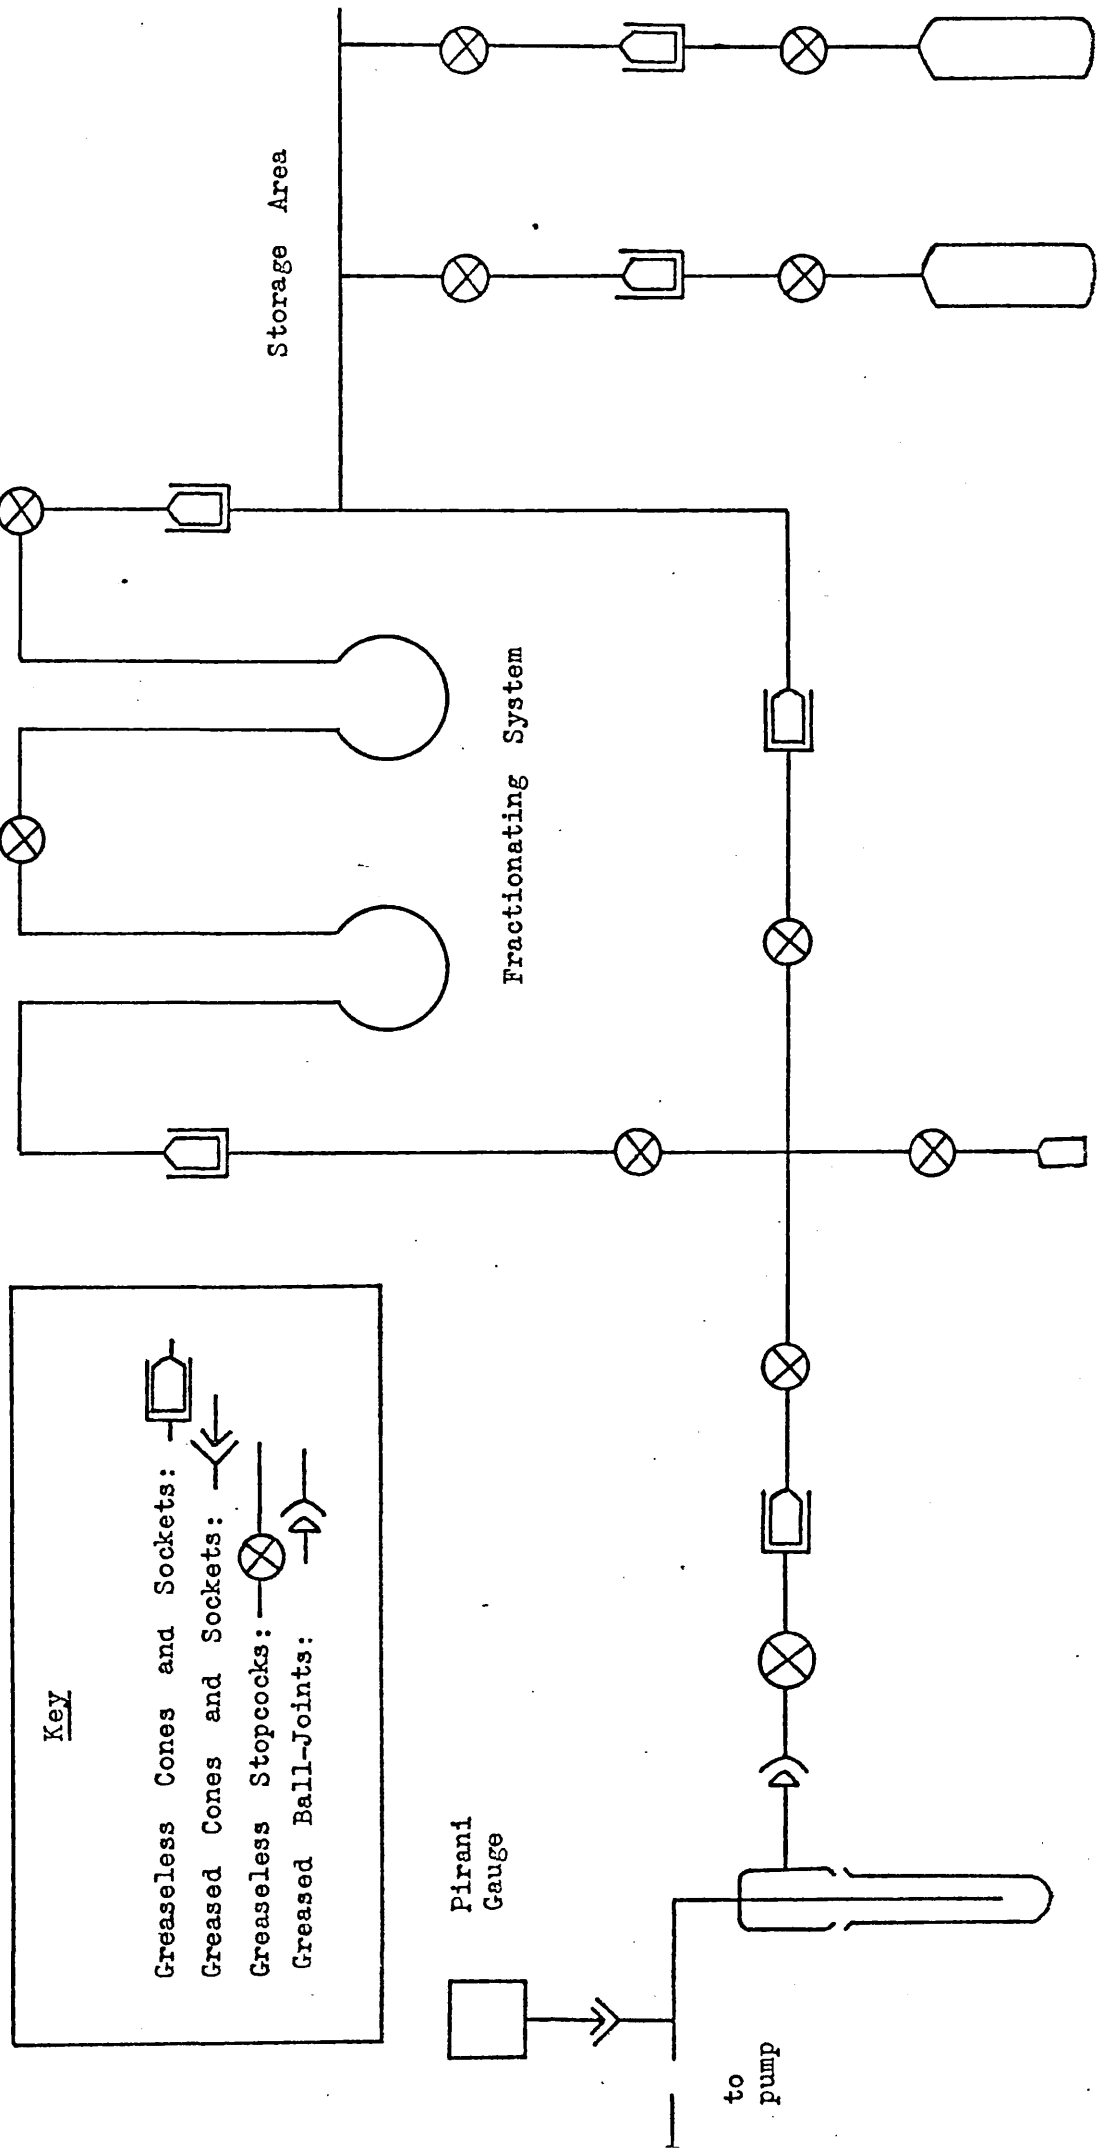 Key
Greaseless Cones and Sockets:
Greased Cones and Sockets:
Greaseless Stopcocks:
Greased Ball-Joints:
Storage Area
Fractionating System
Pirani
Gauge
to
pump